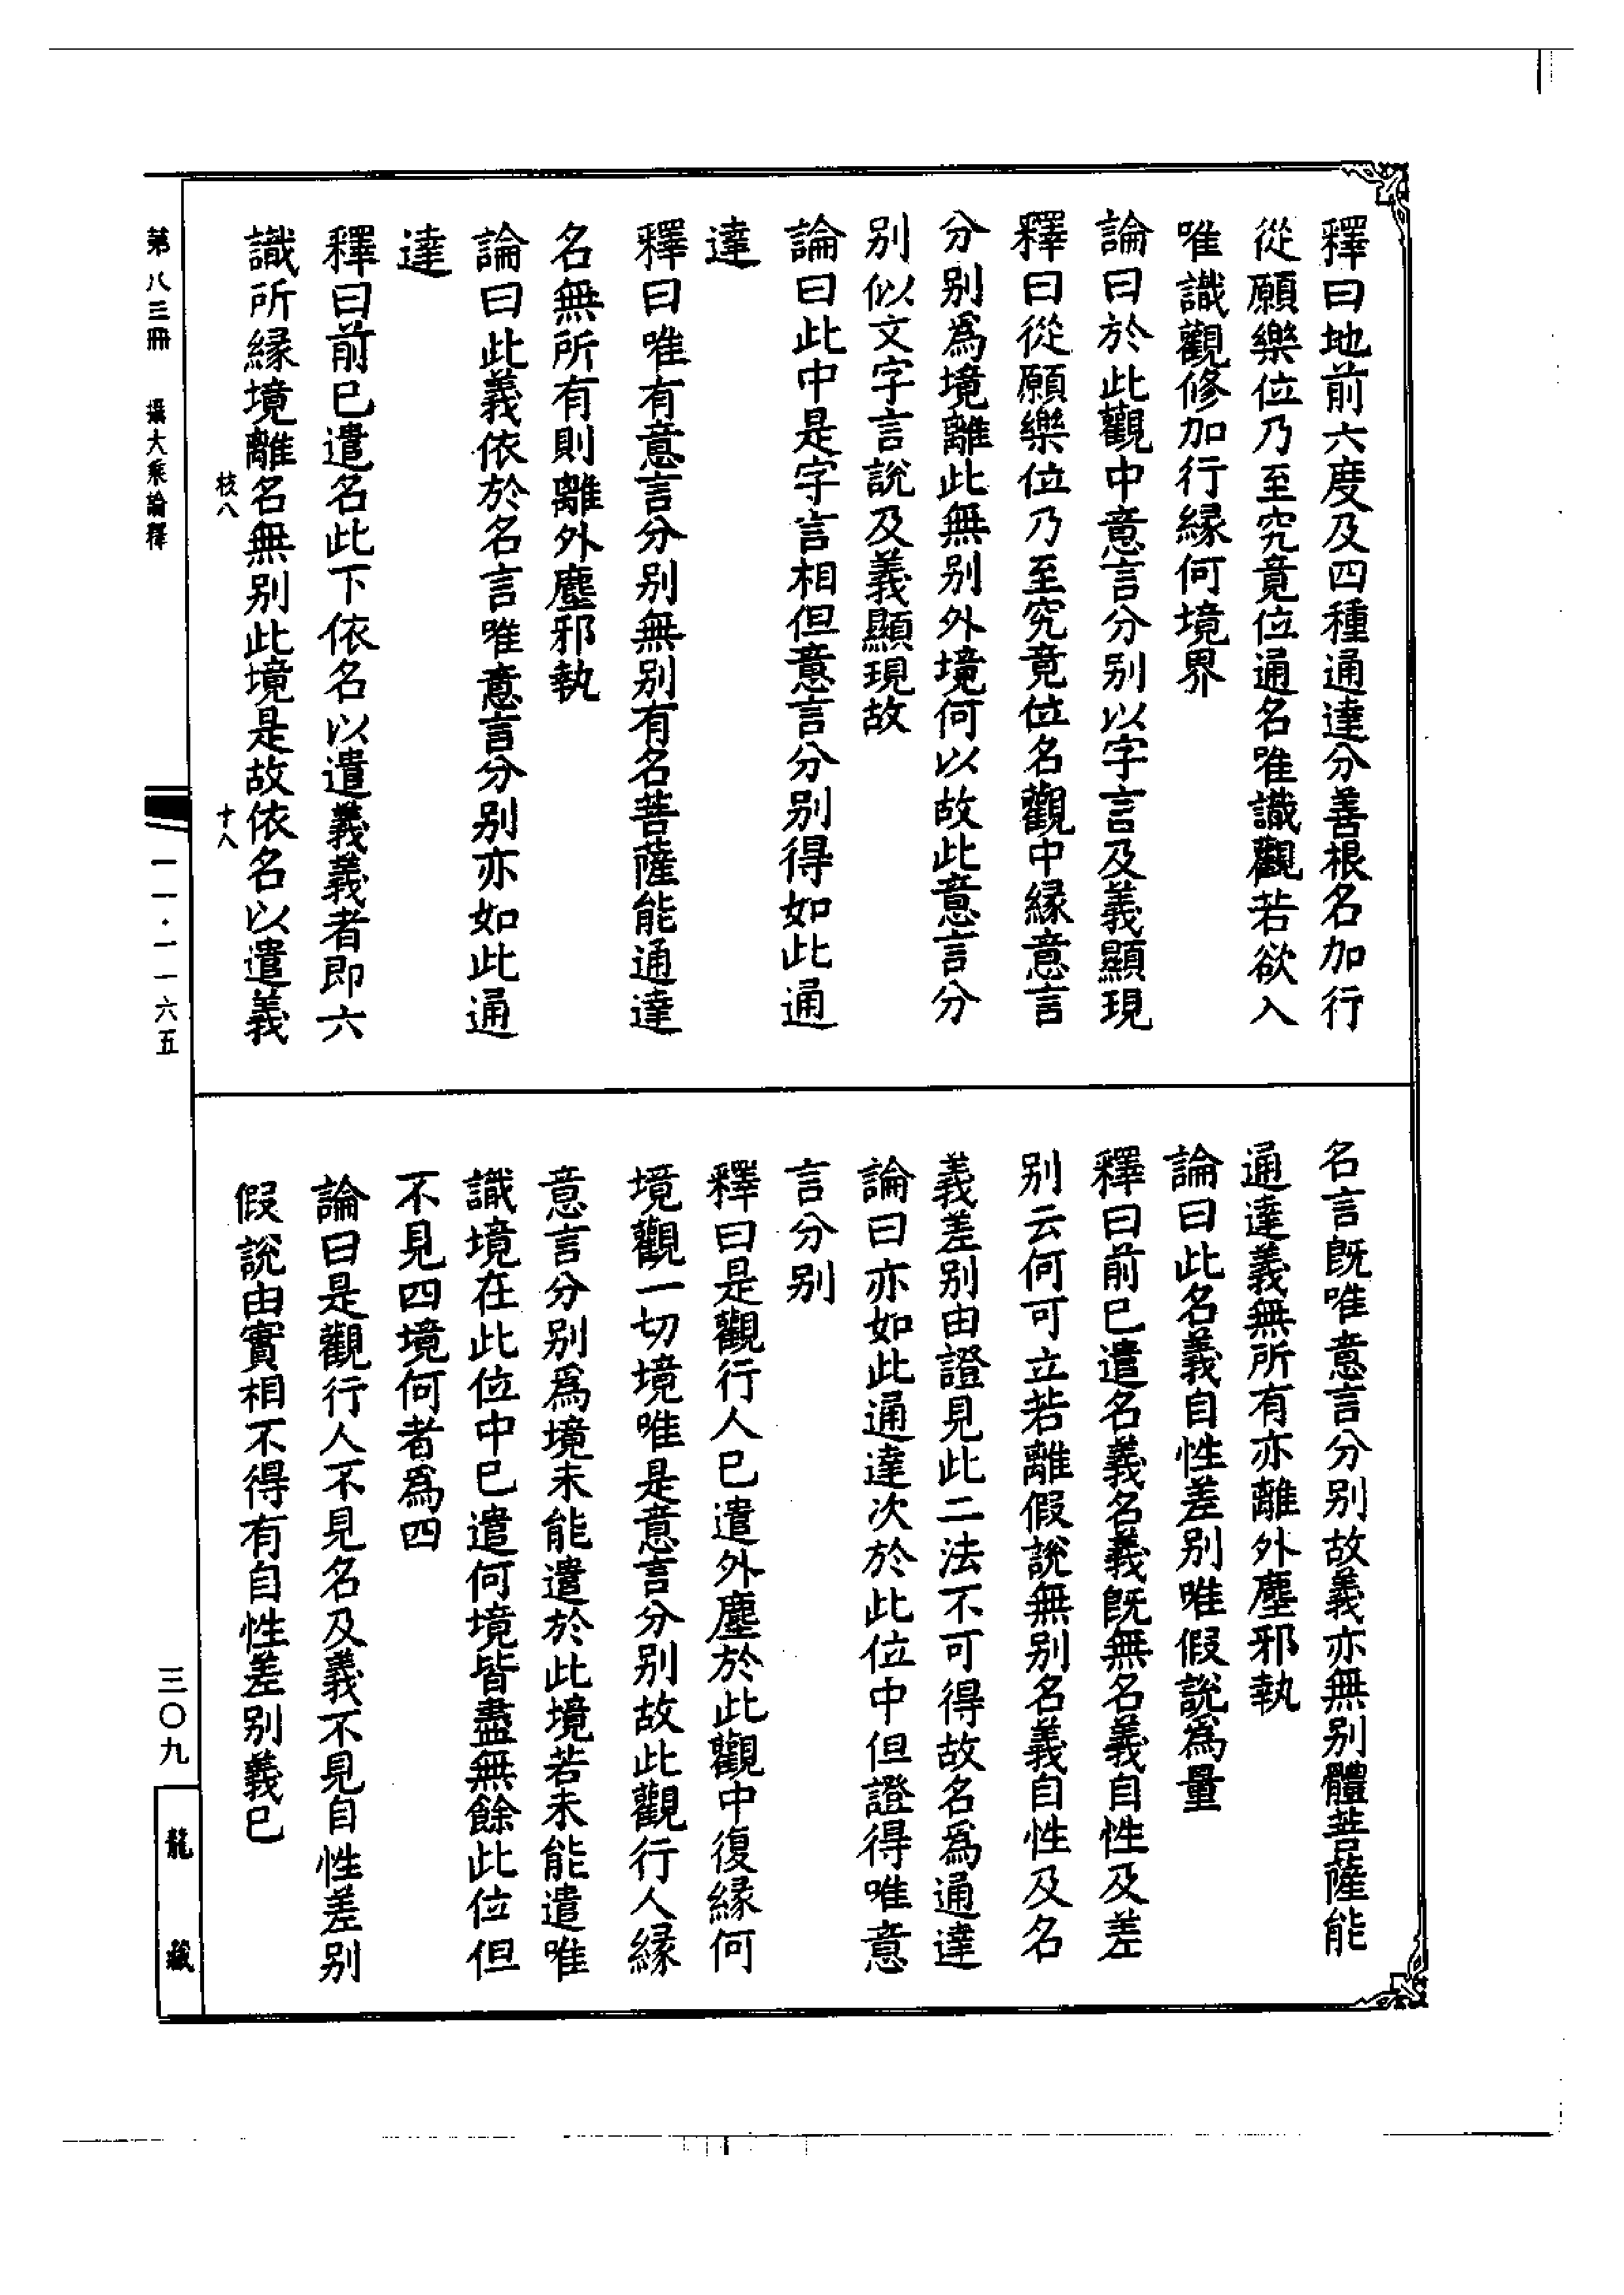 釋曰地前六度及四種通達分善根名加行
從願樂位乃至究竟位通名唯識觀若欲入
唯識觀修加行緣何境界
論曰於此觀中意言分別以字言及義顯現
釋曰從願樂位乃至究竟位名觀中緣意言
分別爲境離此無別外境何以故此意言分
別似文字言說及義顯現故
論曰此中是字言相但意言分別得如此通
達
釋曰唯有意言分別無別有名菩薩能通達
名無所有則離外塵邪執
論曰此義依於名言唯意言分別亦如此通
達
釋曰前已遣名此下依名以遣義義者即六
識所緣境離名無別此境是故依名以遣義
枝八
十八
名言既唯意言分別故義亦無別體菩薩能
通達義無所有亦離外塵邪執
論曰此名義自性差別唯假說爲量
釋曰前已遣名義名義既無名義自性及差
別云何可立若離假說無別名義自性及名
義差別由證見此二法不可得故名爲通達
論曰亦如此通達次於此位中但證得唯意
言分別
釋曰是觀行人已遣外塵於此觀中復緣何
境觀一切境唯是意言分別故此觀行人緣
意言分別爲境未能遣於此境若未能遣唯
識境在此位中已遣何境皆盡無餘此位但
不見四境何者爲四
論曰是觀行人不見名及義不見自性差別
假說由實相不得有自性差別義已
第八三冊 攝大乘論釋
一一·一一六五
三〇九
龍藏